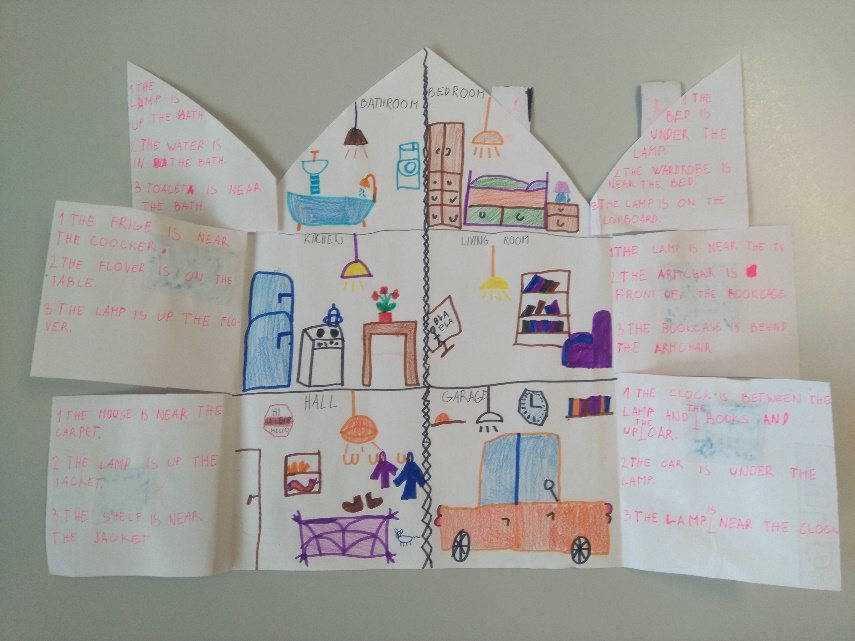 1 THE
LAMP IS
UP THE BATH
2. THE WATER IS
IN THE BATH.
3 TOILETA IS NEAR
THE BATH.
BATHROOM
BEDROOM
1 THE
BED IS
UNDER THE
LAMP.
2 THE WARDROBE IS
NEAR THE BED
3 THE LAMP IS ON THE
COPBOARD.
1 THE FRIGE IS NEAR
THE COOCKER.
2 THE FLOVER IS ON THE
TABLE.
3 THE LAMP IS UP THE FLO-
VER.
KITCHEN
LIVING ROOM
BLA
BLA
1 THE LAMP IS NEAR THE TV
2 THE ARMCHAIR IS
FRONT OFF THE BOOKCASE
3 THE BOOKCASE IS BEHIND
THE ARMCHAIR
1 THE MOUSE IS NEAR THE
CARPET.
2 THE LAMP IS UP THE
JACKET.
3 THE SHELF IS NEAR
THE JACKET
HALL
HI
HELLO
GARAGE
1 THE CLOCK IS BETWEEN THE
LAMP AND THE BOOKS AND
UP THE CAR.
2 THE CAR IS UNDER THE
LAMP.
3 THE LAMP IS NEAR THE CLOCK